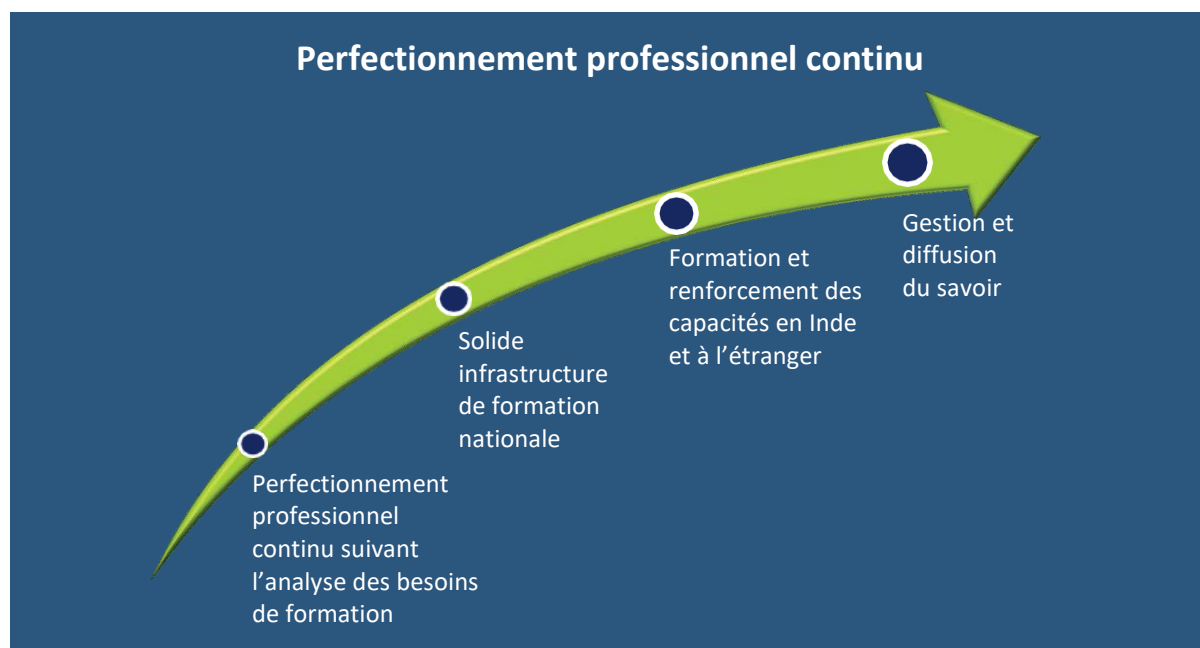 Perfectionnement professionnel continu
Perfectionnement
professionnel
continu suivant
l’analyse des besoins
de formation
Solide
infrastructure
de formation
nationale
Formation et
renforcement des
capacités en Inde
et à l’étranger
Gestion et
diffusion
du savoir